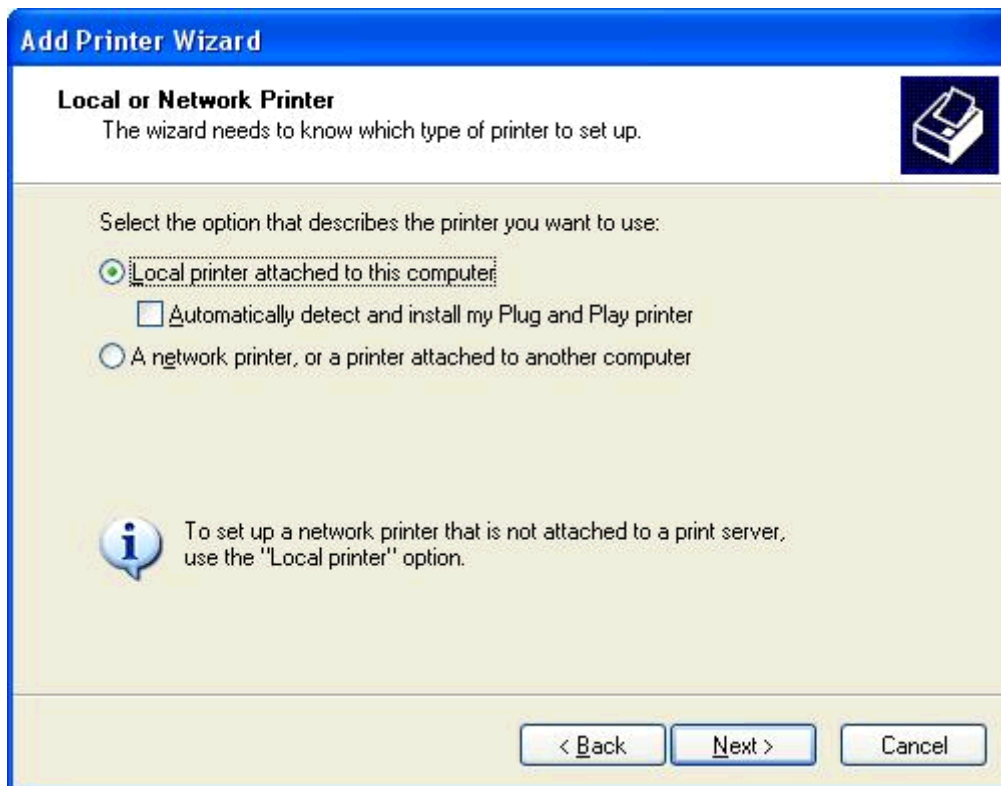 Add Printer Wizard
Local or Network Printer
The wizard needs to know which type of printer to set up.
Select the option that describes the printer you want to use:
Local printer attached to this computer
Automatically detect and install my Plug and Play printer
A network printer, or a printer attached to another computer
To set up a network printer that is not attached to a print server,
use the "Local printer" option.
< Back Next > Cancel